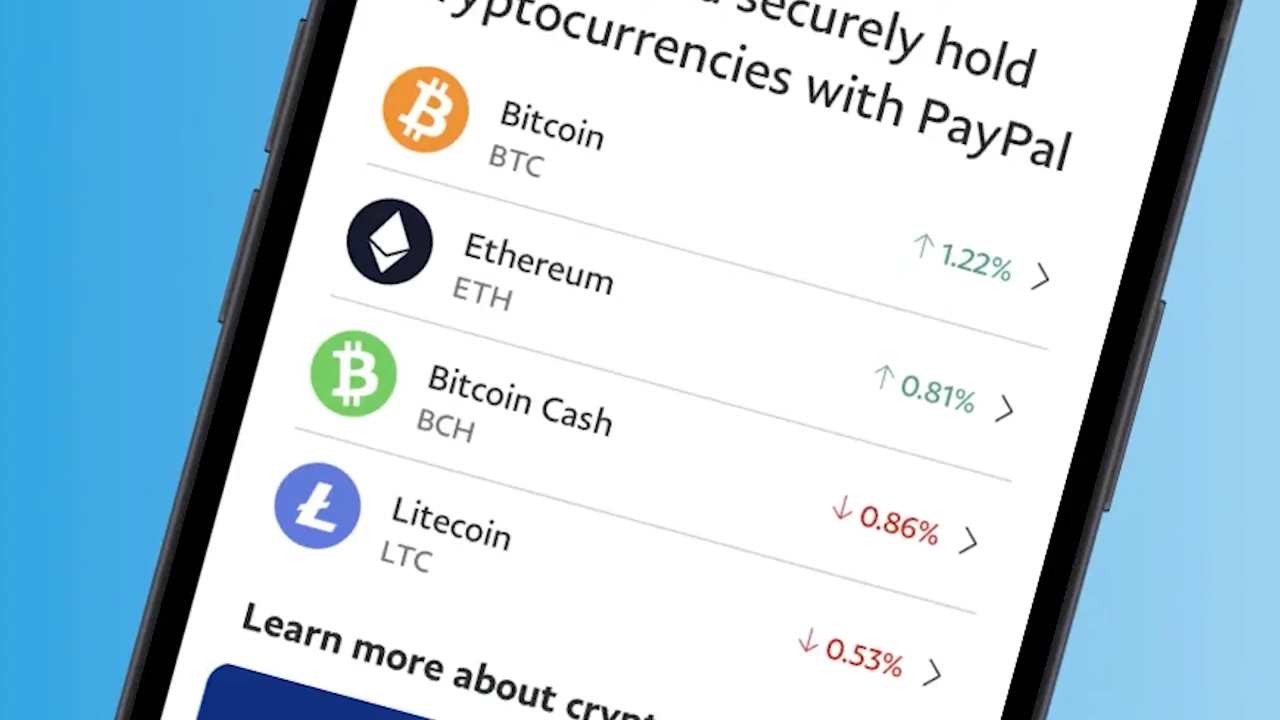 securely hold
cryptocurrencies with PayPal
Bitcoin
BTC
↑ 1.22%
Ethereum
ETH
↑ 0.81%
Bitcoin Cash
BCH
↓ 0.86%
Litecoin
LTC
↓ 0.53%
Learn more about